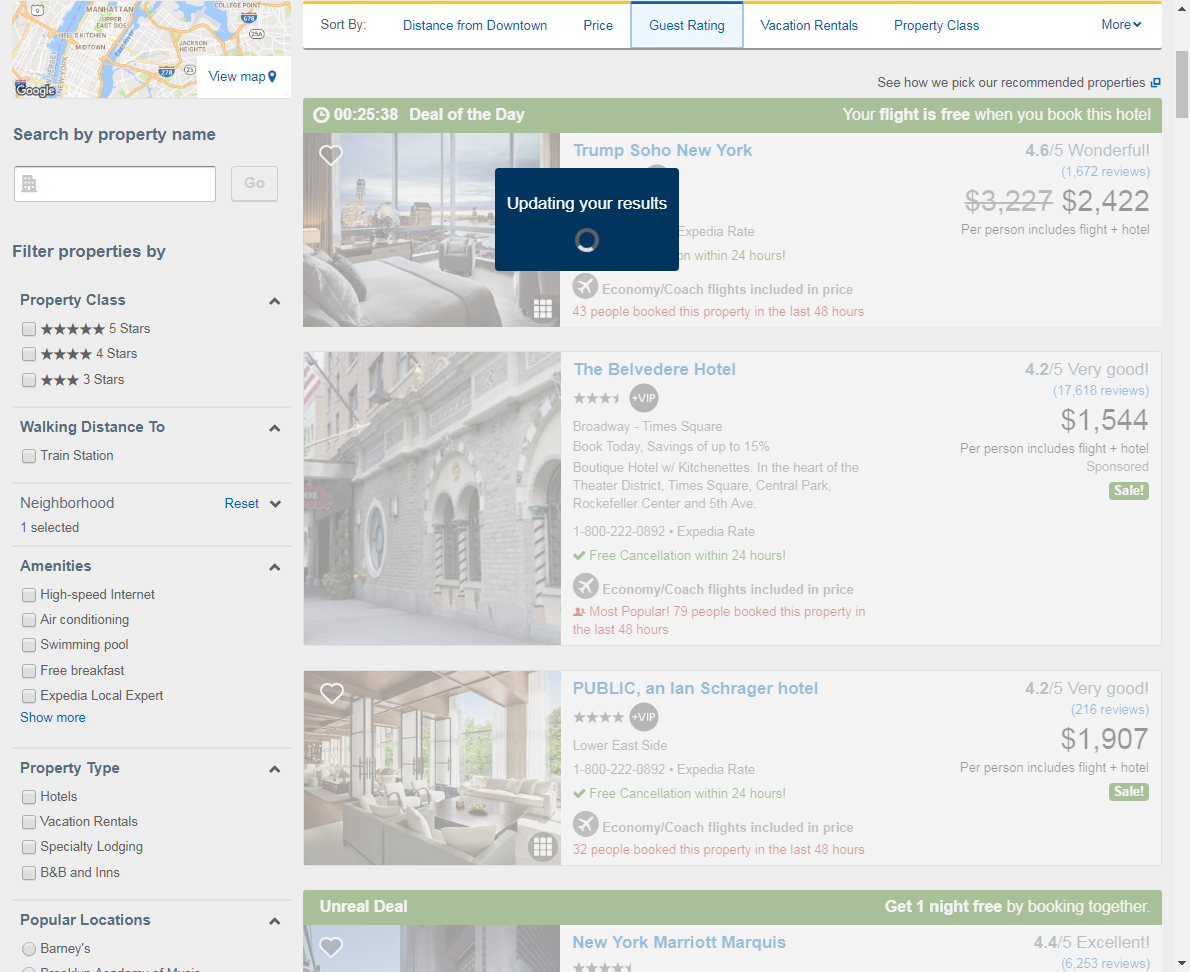 9
MANHATTAN
UPPER
EAST SIDE
COLLEGE POINT
678
25A
HELL'S KITCHEN
MIDTOWN
East River
JACKSON
HEIGHTS
278
25
View map
Google
Search by property name
Go
Filter properties by
Property Class
5 Stars
4 Stars
3 Stars
Walking Distance To
Train Station
Neighborhood Reset
1 selected
Amenities
High-speed Internet
Air conditioning
Swimming pool
Free breakfast
Expedia Local Expert
Show more
Property Type
Hotels
Vacation Rentals
Specialty Lodging
B&B and Inns
Popular Locations
Barney's
Brooklyn Academy of Music
Sort By: Distance from Downtown Price Guest Rating Vacation Rentals Property Class More
See how we pick our recommended properties
00:25:38 Deal of the Day Your flight is free when you book this hotel
Trump Soho New York 4.6/5 Wonderful!
(1,672 reviews)
$3,227 $2,422
Per person includes flight + hotel
Updating your results
Expedia Rate
on within 24 hours!
Economy/Coach flights included in price
43 people booked this property in the last 48 hours
The Belvedere Hotel 4.2/5 Very good!
(17,618 reviews)
+VIP
$1,544
Broadway - Times Square
Book Today, Savings of up to 15% Per person includes flight + hotel
Boutique Hotel w/ Kitchenettes. In the heart of the Sponsored
Theater District, Times Square, Central Park, Sale!
Rockefeller Center and 5th Ave.
1-800-222-0892 • Expedia Rate
Free Cancellation within 24 hours!
Economy/Coach flights included in price
Most Popular! 79 people booked this property in
the last 48 hours
PUBLIC, an Ian Schrager hotel 4.2/5 Very good!
(216 reviews)
+VIP
$1,907
Lower East Side
1-800-222-0892 • Expedia Rate Per person includes flight + hotel
Free Cancellation within 24 hours! Sale!
Economy/Coach flights included in price
32 people booked this property in the last 48 hours
Unreal Deal Get 1 night free by booking together.
New York Marriott Marquis 4.4/5 Excellent!
(6,253 reviews)